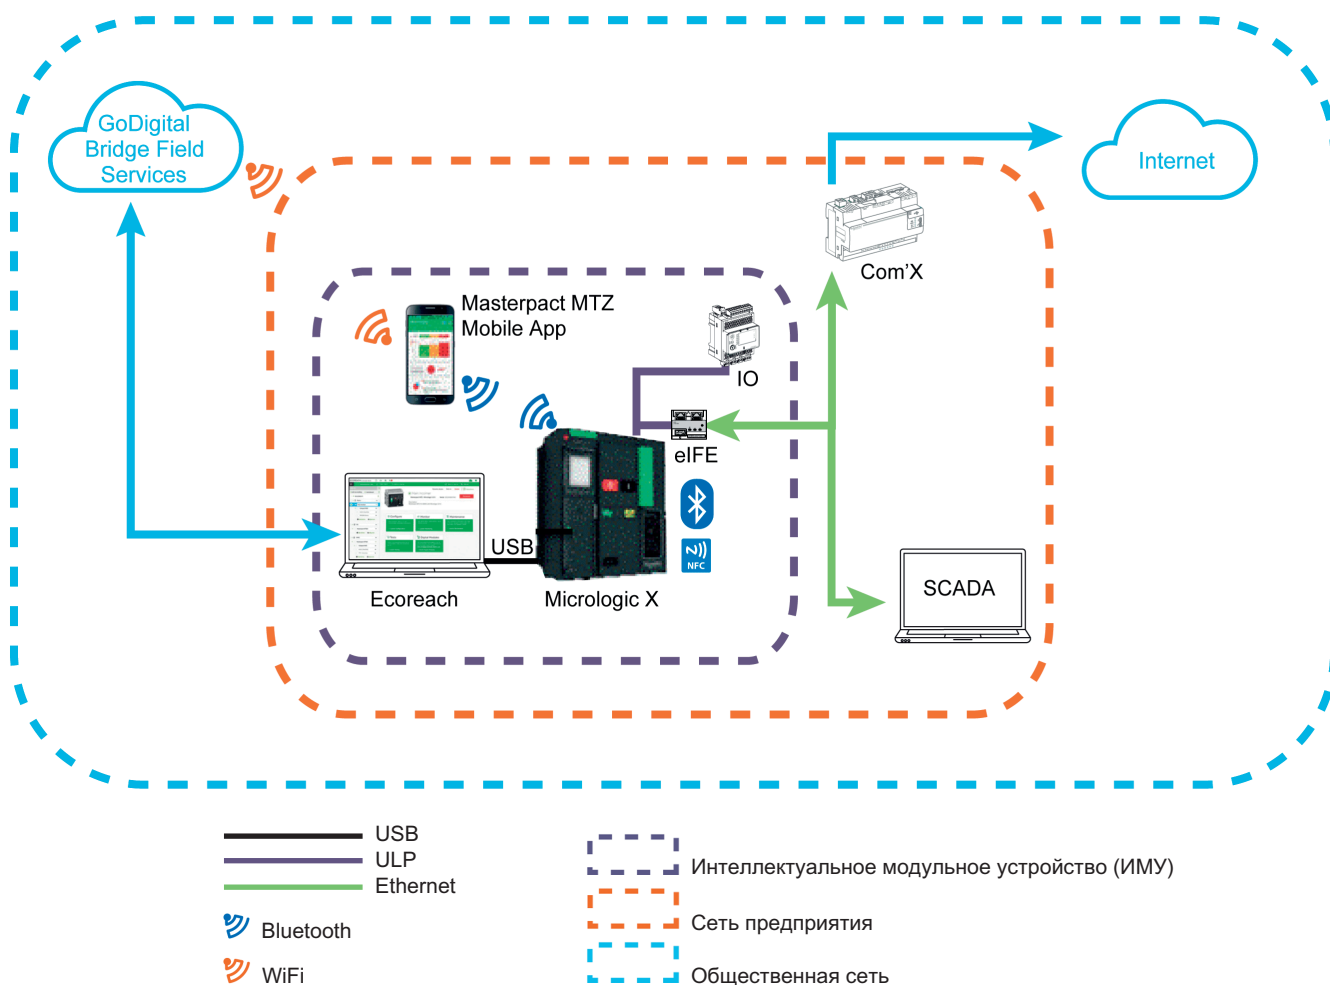 GoDigital
Bridge Field
Services
Internet
Com'X
Masterpact MTZ
Mobile App
IO
eIFE
NFC
USB
Ecoreach
Micrologic X
SCADA
USB
ULP
Ethernet
Bluetooth
WiFi
Интеллектуальное модульное устройство (ИМУ)
Сеть предприятия
Общественная сеть